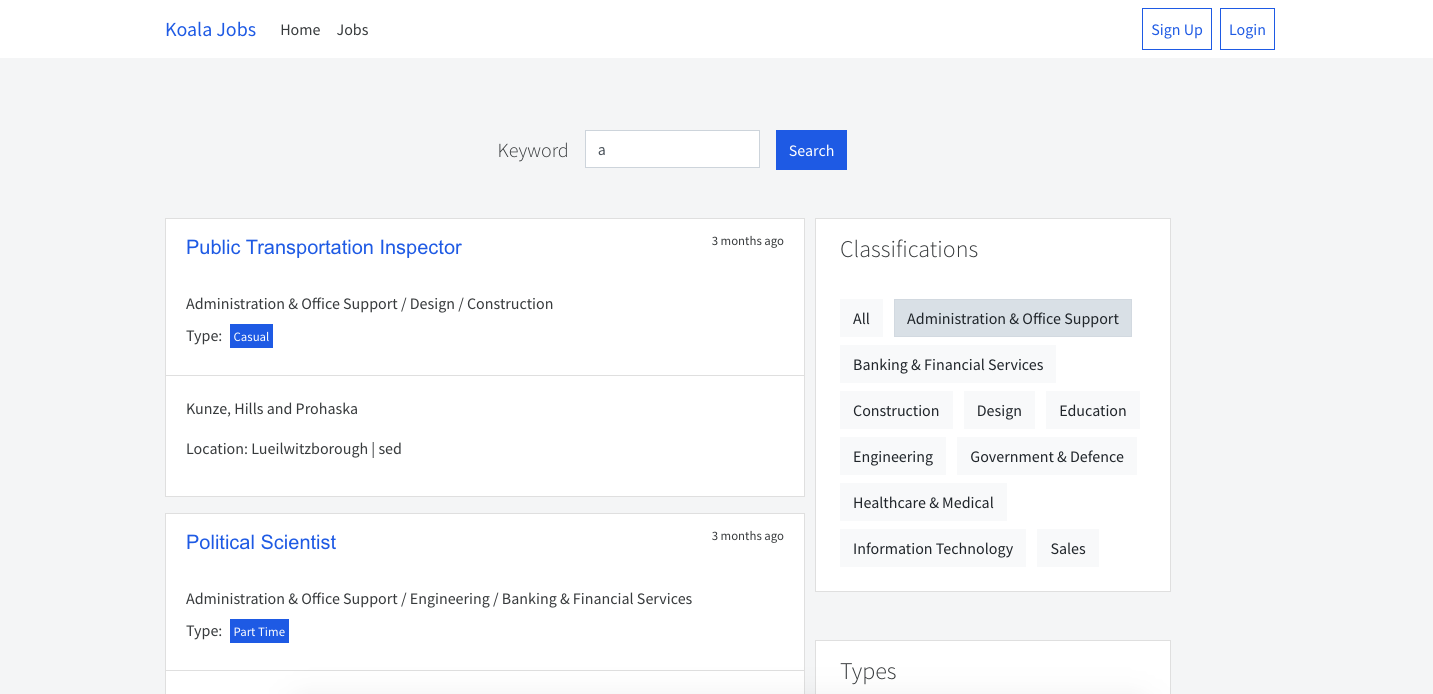 Koala Jobs Home Jobs Sign Up Login
Keyword a Search
Public Transportation Inspector 3 months ago
Administration & Office Support / Design / Construction
Type: Casual
Kunze, Hills and Prohaska
Location: Lueilwitzborough | sed
Political Scientist 3 months ago
Administration & Office Support / Engineering / Banking & Financial Services
Type: Part Time
Classifications
All Administration & Office Support
Banking & Financial Services
Construction Design Education
Engineering Government & Defence
Healthcare & Medical
Information Technology Sales
Types